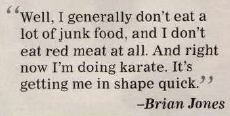 “Well, I generally don't eat a
lot of junk food, and I don't
eat red meat at all. And right
now I'm doing karate. It's
getting me in shape quick.”
–Brian Jones